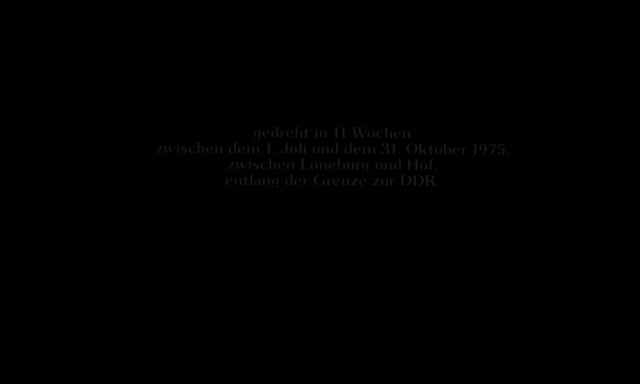 gedreht in 11 Wochen
zwischen dem 1. Juli und dem 31. Oktober 1975,
zwischen Lüneburg und Hof,
entlang der Grenze zur DDR.